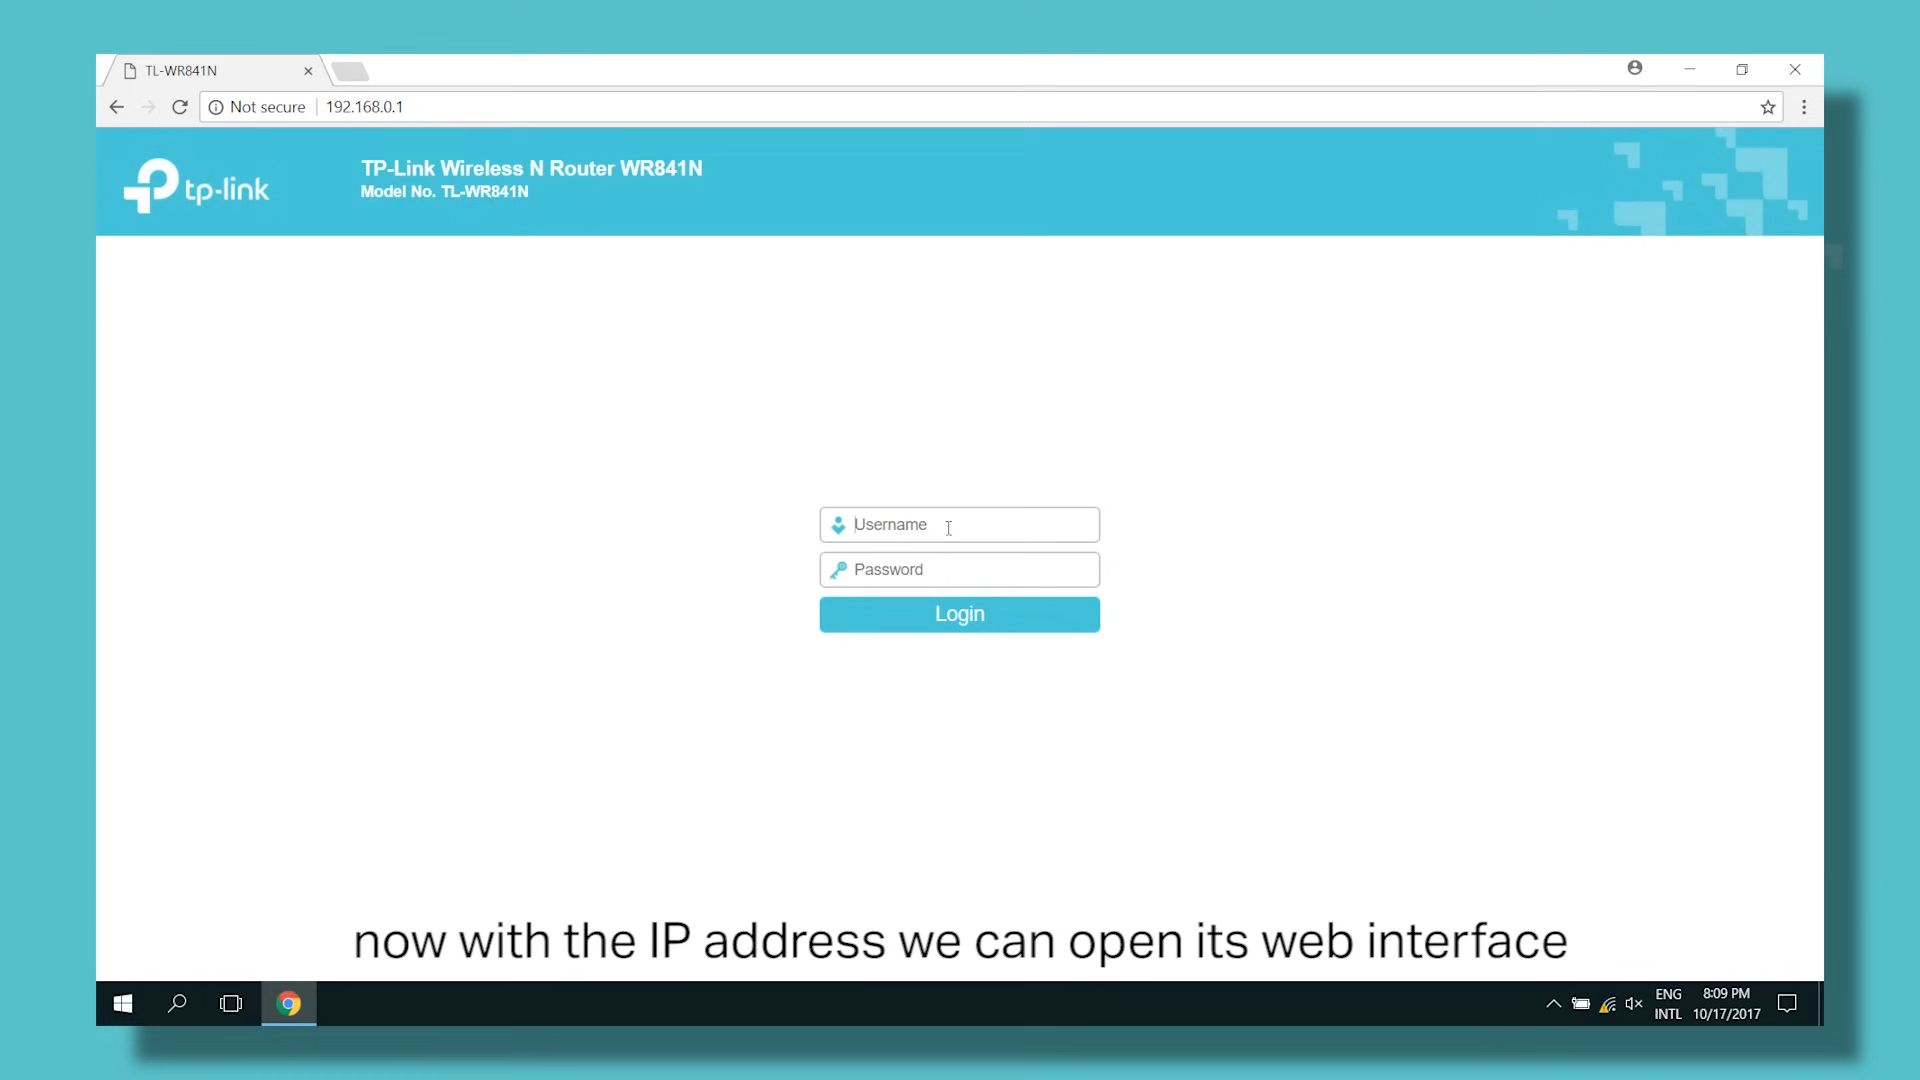 TL-WR841N
Not secure 192.168.0.1
tp-link
TP-Link Wireless N Router WR841N
Model No. TL-WR841N
Username
Password
Login
now with the IP address we can open its web interface
ENG 8:09 PM
INTL 10/17/2017